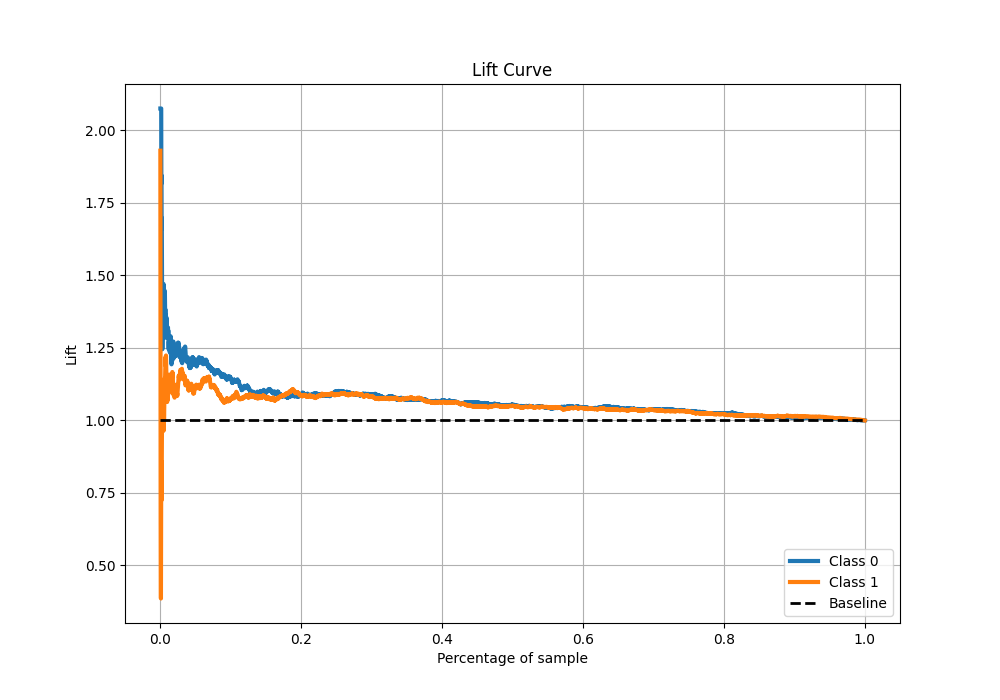 Lift Curve
2.00
1.75
1.50
1.25
1.00
0.75
0.50
Lift
0.0 0.2 0.4 0.6 0.8 1.0
Percentage of sample
Class 0
Class 1
Baseline